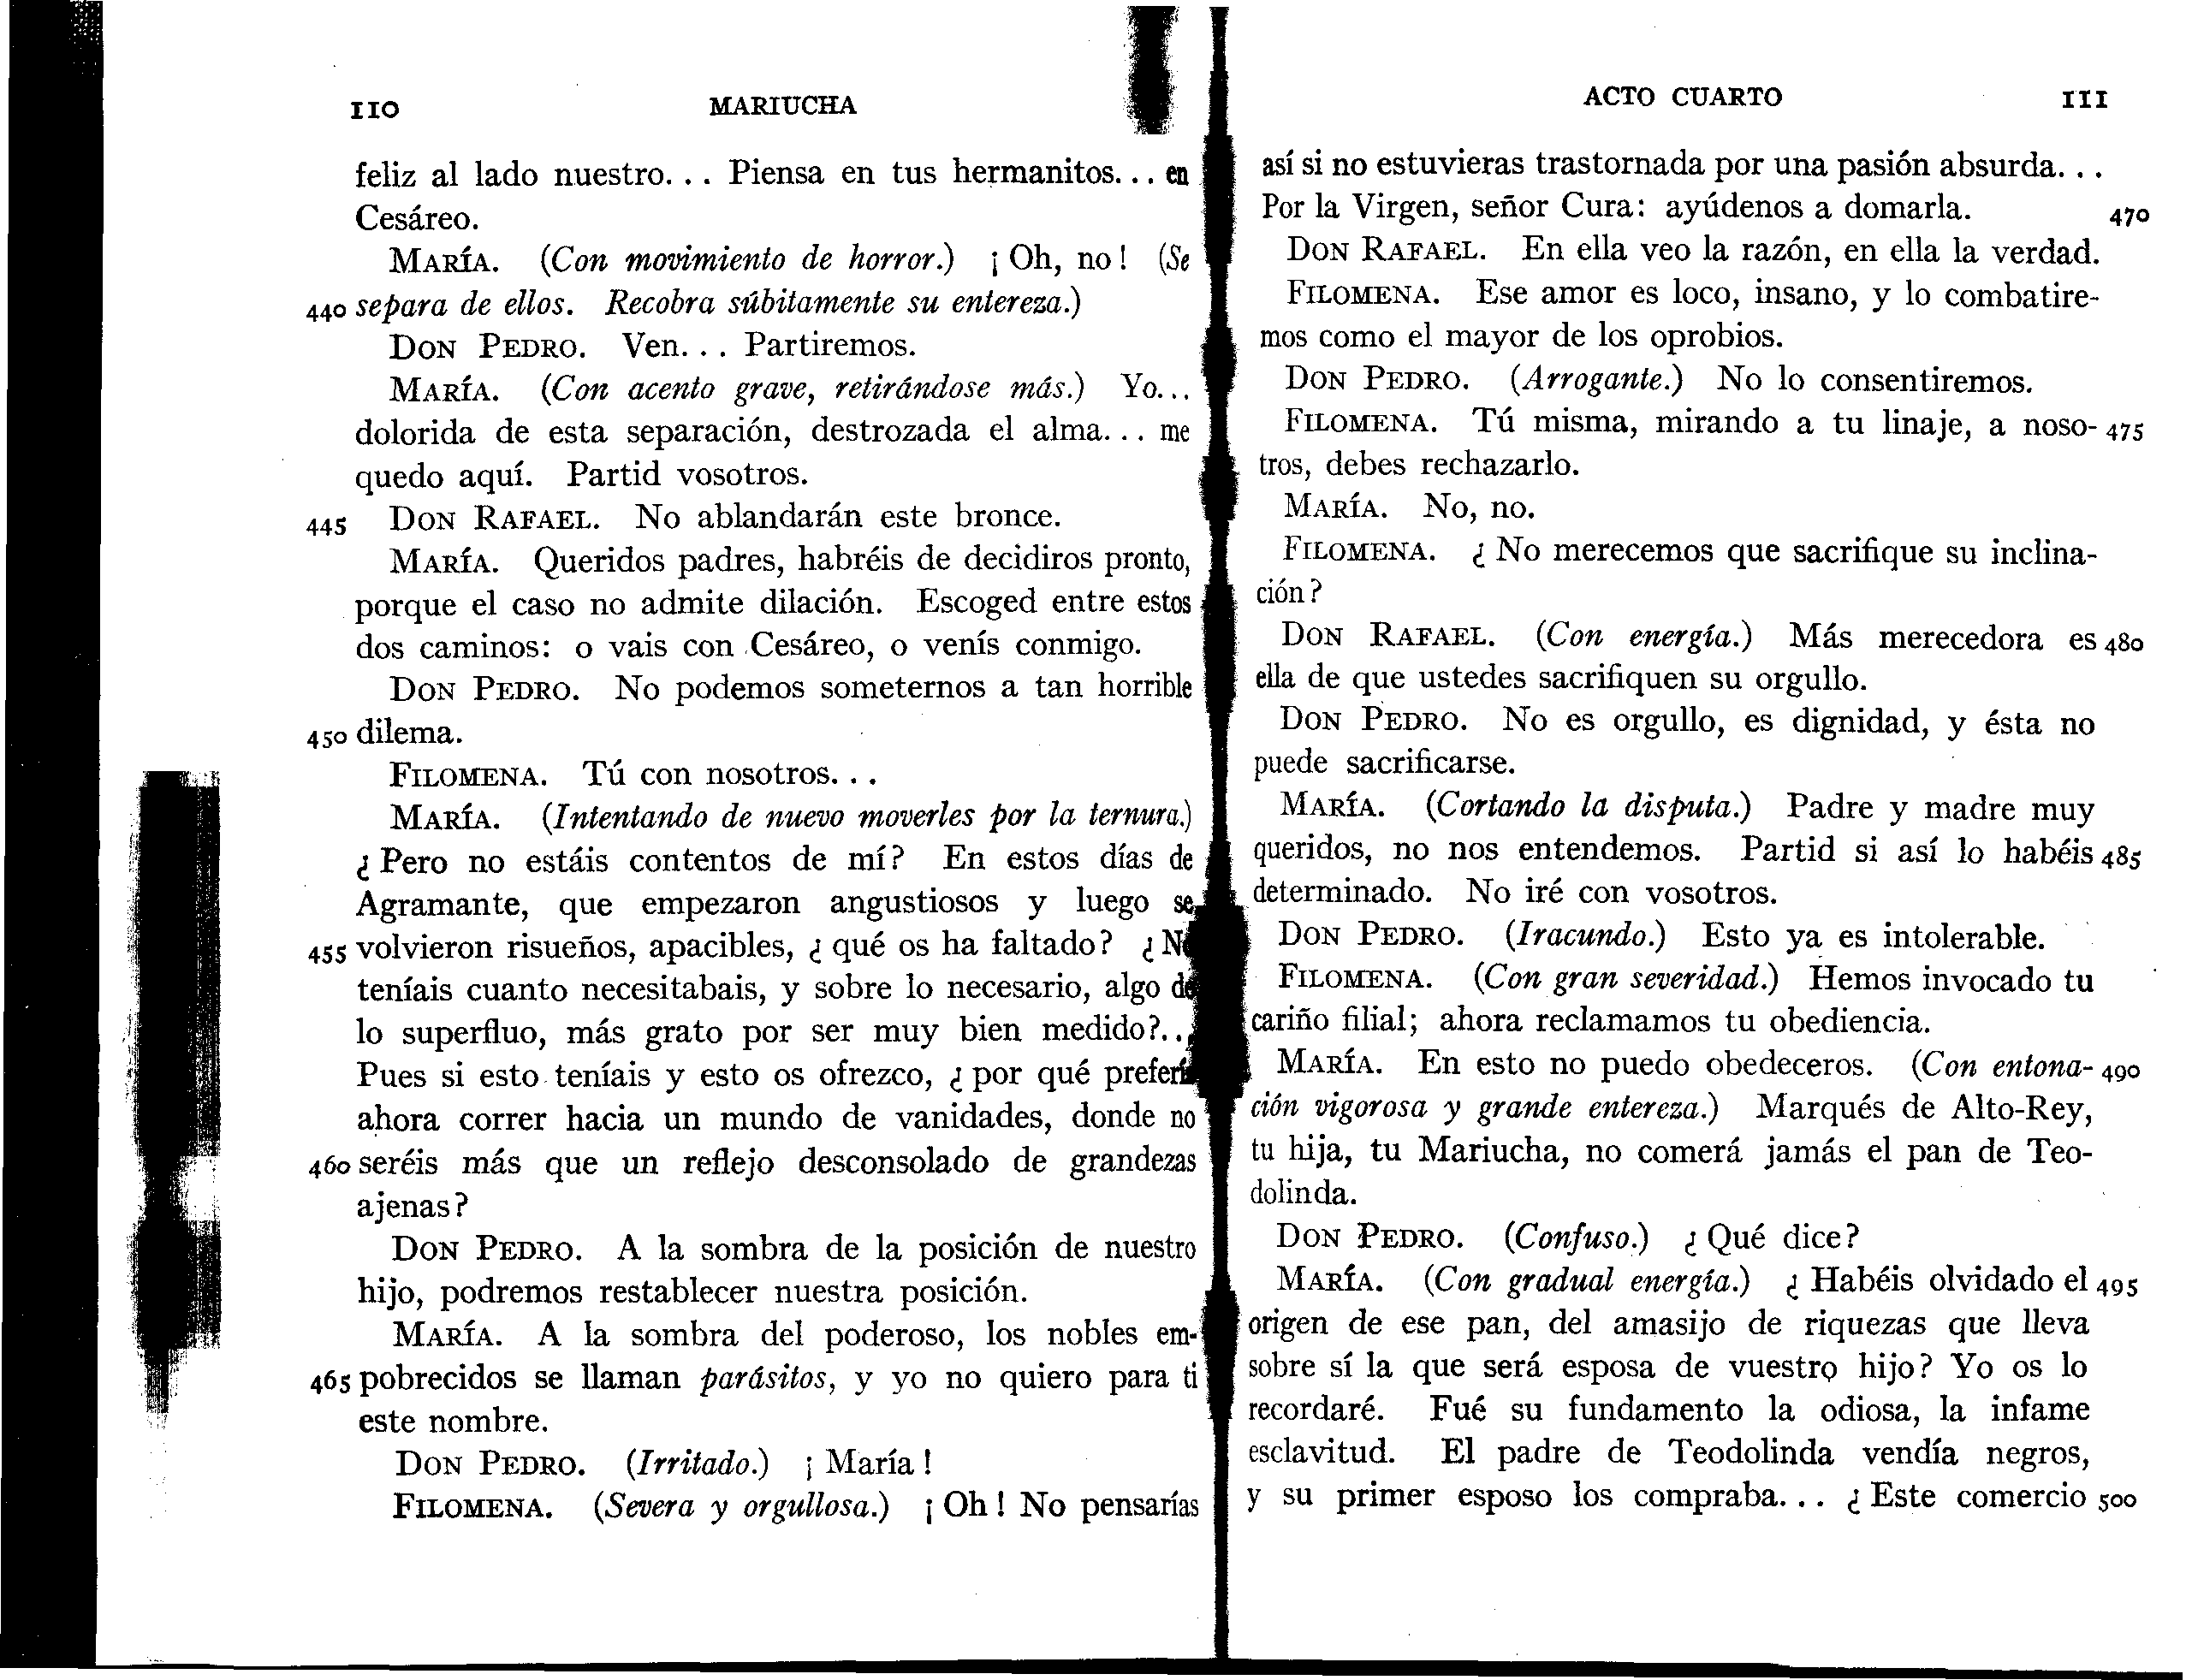 110 MARIUCHA
feliz al lado nuestro... Piensa en tus hermanitos... en
Cesáreo.
MARÍA. (Con movimiento de horror.) ¡Oh, no! (Se
440 separa de ellos. Recobra súbitamente su entereza.)
DON PEDRO. Ven... Partiremos.
MARÍA. (Con acento grave, retirándose más.) Yo...
dolorida de esta separación, destrozada el alma... me
quedo aquí. Partid vosotros.
445 DON RAFAEL. No ablandarán este bronce.
MARÍA. Queridos padres, habréis de decidiros pronto,
porque el caso no admite dilación. Escoged entre estos
dos caminos: o vais con Cesáreo, o venís conmigo.
DON PEDRO. No podemos someternos a tan horrible
450 dilema.
FILOMENA. Tú con nosotros...
MARÍA. (Intentando de nuevo moverles por la ternura.)
¿Pero no estáis contentos de mí? En estos días de
Agramante, que empezaron angustiosos y luego se
455 volvieron risueños, apacibles, ¿qué os ha faltado? ¿
teníais cuanto necesitabais, y sobre lo necesario, algo de
lo superfluo, más grato por ser muy bien medido?...
Pues si esto teníais y esto os ofrezco, ¿por qué
ahora correr hacia un mundo de vanidades, donde no
460 seréis más que un reflejo desconsolado de grandezas
ajenas?
DON PEDRO. A la sombra de la posición de nuestro
hijo, podremos restablecer nuestra posición.
MARÍA. A la sombra del poderoso, los nobles em-
465 pobrecidos se llaman parásitos, y yo no quiero para ti
este nombre.
DON PEDRO. (Irritado.) ¡María!
FILOMENA. (Severa y orgullosa.) ¡Oh! No pensarías
ACTO CUARTO 111
así si no estuvieras trastornada por una pasión absurda...
Por la Virgen, señor Cura: ayúdenos a domarla. 470
DON RAFAEL. En ella veo la razón, en ella la verdad.
FILOMENA. Ese amor es loco, insano, y lo combatire-
mos como el mayor de los oprobios.
DON PEDRO. (Arrogante.) No lo consentiremos.
FILOMENA. Tú misma, mirando a tu linaje, a noso- 475
tros, debes rechazarlo.
MARÍA. No, no.
FILOMENA. ¿No merecemos que sacrifique su inclina-
ción?
DON RAFAEL. (Con energía.) Más merecedora es 480
ella de que ustedes sacrifiquen su orgullo.
DON PEDRO. No es orgullo, es dignidad, y ésta no
puede sacrificarse.
MARÍA. (Cortando la disputa.) Padre y madre muy
queridos, no nos entendemos. Partid si así lo habéis 485
determinado. No iré con vosotros.
DON PEDRO. (Iracundo.) Esto ya es intolerable.
FILOMENA. (Con gran severidad.) Hemos invocado tu
cariño filial; ahora reclamamos tu obediencia.
MARÍA. En esto no puedo obedeceros. (Con entona- 490
ción vigorosa y grande entereza.) Marqués de Alto-Rey,
tu hija, tu Mariucha, no comerá jamás el pan de Teo-
dolinda.
DON PEDRO. (Confuso.) ¿Qué dice?
MARÍA. (Con gradual energía.) ¿Habéis olvidado el 495
origen de ese pan, del amasijo de riquezas que lleva
sobre sí la que será esposa de vuestro hijo? Yo os lo
recordaré. Fué su fundamento la odiosa, la infame
esclavitud. El padre de Teodolinda vendía negros,
y su primer esposo los compraba... ¿Este comercio 500